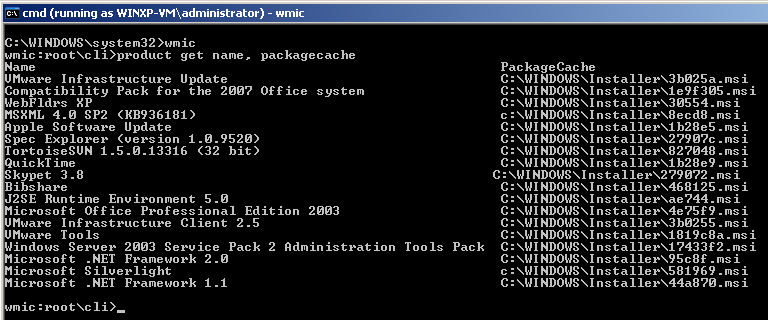 cmd (running as WINXP-VM\administrator) - wmic
C:\WINDOWS\system32>wmic
wmic:root\cli>product get name, packagecache
Name PackageCache
VMware Infrastructure Update C:\WINDOWS\Installer\3b025a.msi
Compatibility Pack for the 2007 Office system C:\WINDOWS\Installer\1e9f305.msi
WebFldrs XP C:\WINDOWS\Installer\30554.msi
MSXML 4.0 SP2 (KB936181) c:\WINDOWS\Installer\8ecd8.msi
Apple Software Update C:\WINDOWS\Installer\1b28e5.msi
Spec Explorer (version 1.0.9520) C:\WINDOWS\Installer\27907c.msi
TortoiseSVN 1.5.0.13316 (32 bit) C:\WINDOWS\Installer\827048.msi
QuickTime C:\WINDOWS\Installer\1b28e9.msi
Skypet 3.8 C:\WINDOWS\Installer\279072.msi
Bibshare C:\WINDOWS\Installer\468125.msi
J2SE Runtime Environment 5.0 C:\WINDOWS\Installer\ae744.msi
Microsoft Office Professional Edition 2003 C:\WINDOWS\Installer\4e75f9.msi
VMware Infrastructure Client 2.5 C:\WINDOWS\Installer\3b0255.msi
VMware Tools C:\WINDOWS\Installer\1819c8a.msi
Windows Server 2003 Service Pack 2 Administration Tools Pack C:\WINDOWS\Installer\17433f2.msi
Microsoft .NET Framework 2.0 C:\WINDOWS\Installer\95c8f.msi
Microsoft Silverlight c:\WINDOWS\Installer\581969.msi
Microsoft .NET Framework 1.1 C:\WINDOWS\Installer\44a870.msi
wmic:root\cli>_